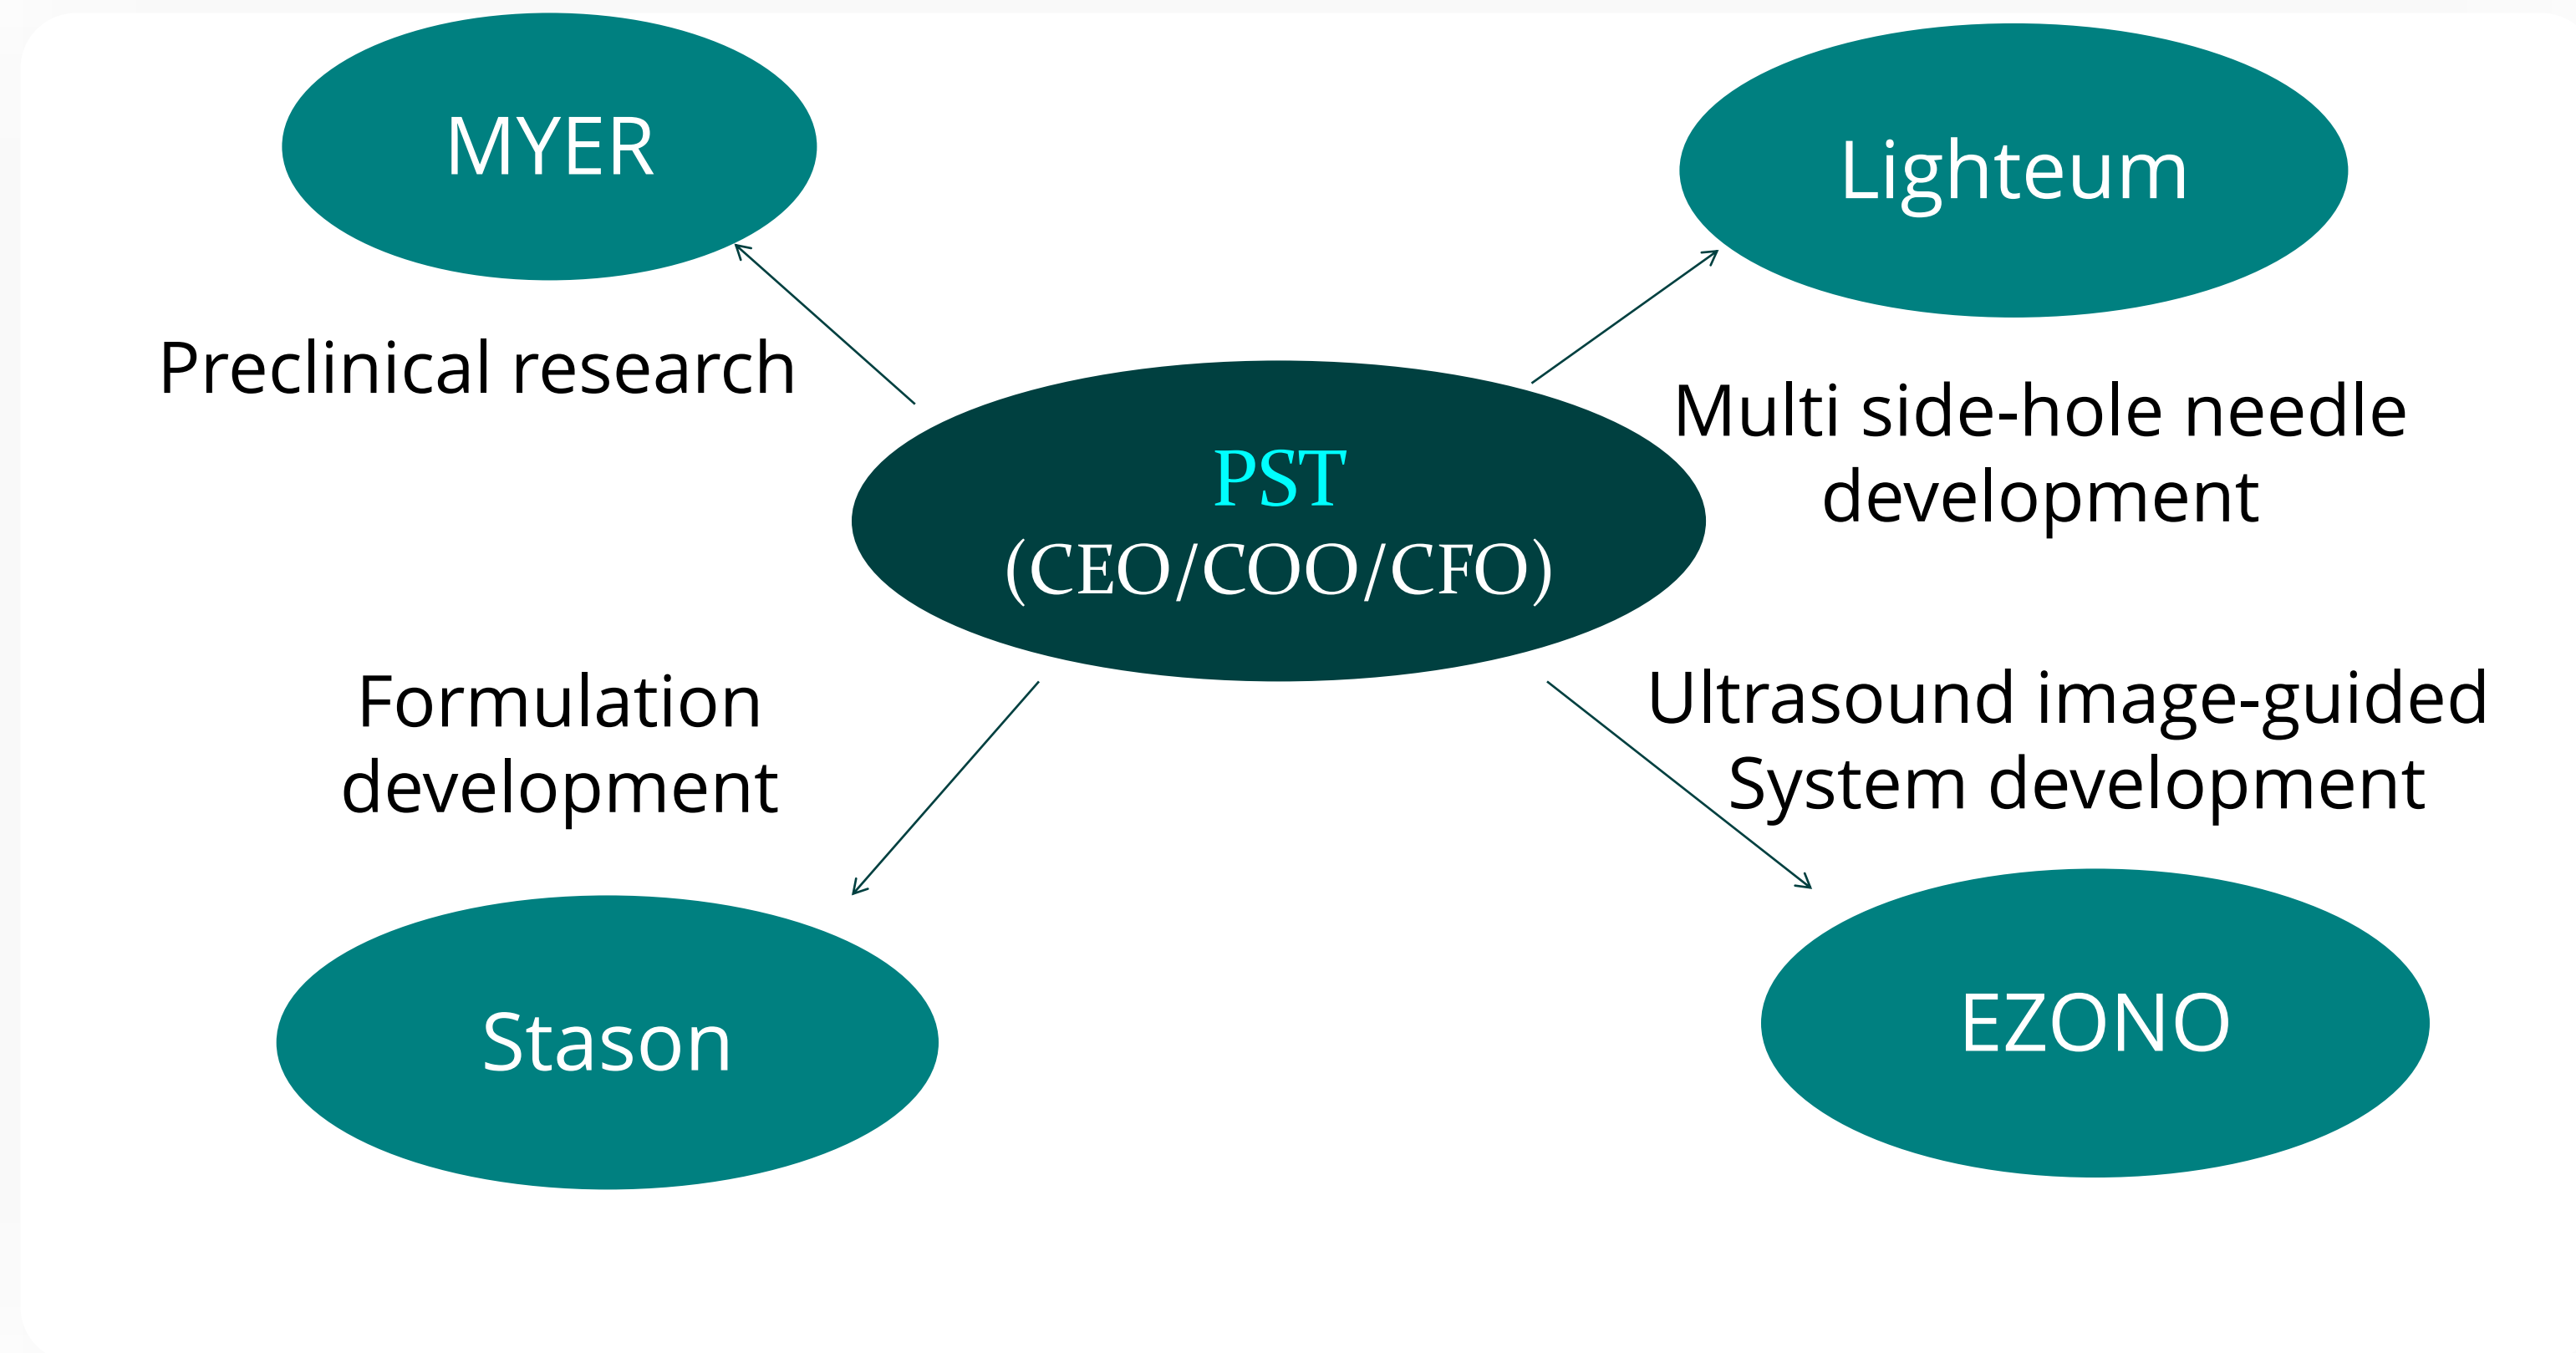 MYER
Lighteum
Preclinical research
Multi side-hole needle
development
PST
(CEO/COO/CFO)
Formulation
development
Ultrasound image-guided
System development
Stason
EZONO